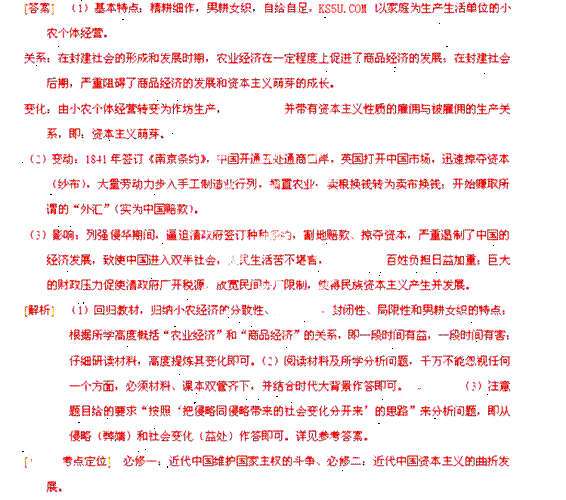 [答案] （1）基本特点：精耕细作，男耕女织，自给自足，KS5U.COM 以家庭为生产生活单位的小
农个体经营。
关系：在封建社会的形成和发展时期，农业经济在一定程度上促进了商品经济的发展；在封建社会
后期，严重阻碍了商品经济的发展和资本主义萌芽的成长。
变化：由小农个体经营转变为作坊生产， 并带有资本主义性质的雇佣与被雇佣的生产关
系，即：资本主义萌芽。
（2）变动：1841年签订《南京条约》，中国开通五处通商口岸，英国打开中国市场，迅速掠夺资本
（纱布），大量劳动力步入手工制造业行列，搁置农业，卖粮换钱转为卖布换钱；开始赚取所
谓的“外汇”（实为中国赔款）。
（3）影响：列强侵华期间，逼迫清政府签订种种条约，割地赔款、掠夺资本，严重遏制了中国的
经济发展，致使中国进入双半社会，人民生活苦不堪言， 百姓负担日益加重；巨大
的财政压力促使清政府广开税源，放宽民间办厂限制，使得民族资本主义产生并发展。
[解析] （1）回归教材，归纳小农经济的分散性、 封闭性、局限性和男耕女织的特点；
根据所学高度概括“农业经济”和“商品经济”的关系，即一段时间有益，一段时间有害；
仔细研读材料，高度提炼其变化即可。（2）阅读材料及所学分析问题，千万不能忽视任何
一个方面，必须材料、课本双管齐下，并结合时代大背景作答即可。 （3）注意
题目给的要求“按照‘把侵略同侵略带来的社会变化分开来’的思路”来分析问题，即从
侵略（弊端）和社会变化（益处）作答即可。详见参考答案。
[ 考点定位] 必修一：近代中国维护国家主权的斗争、必修二：近代中国资本主义的曲折发
展。